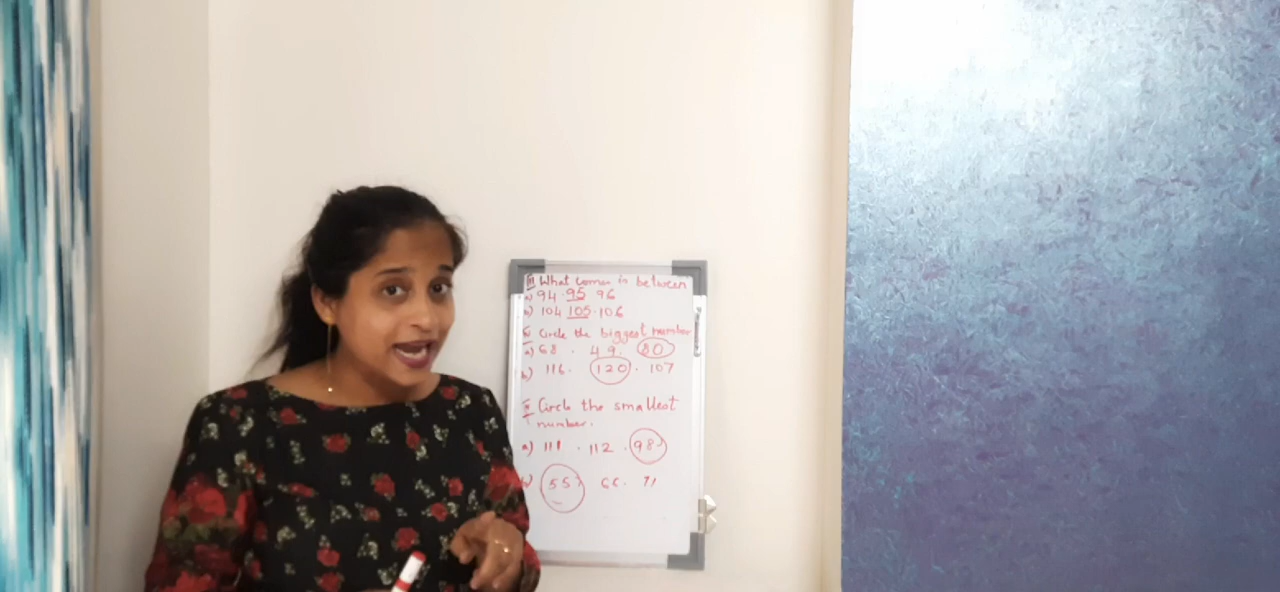 III What comes in between
a) 94 · 95 96
b) 104 105 · 106
Circle the biggest number
a) 68 · 49. 80
b) 116. 120 · 107
Circle the smallest
number.
a) 111 · 112 · 98
b) 55, 66. 71